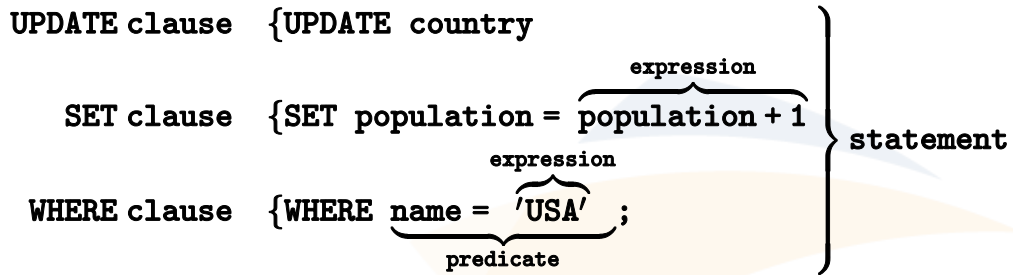 UPDATE clause {UPDATE country
expression
SET clause {SET population = population + 1
statement
expression
WHERE clause {WHERE name = 'USA' ;
predicate